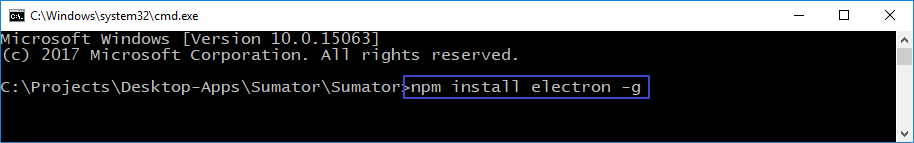 C:\Windows\system32\cmd.exe
Microsoft Windows [Version 10.0.15063]
(c) 2017 Microsoft Corporation. All rights reserved.
C:\Projects\Desktop-Apps\Sumator\Sumator>npm install electron -g